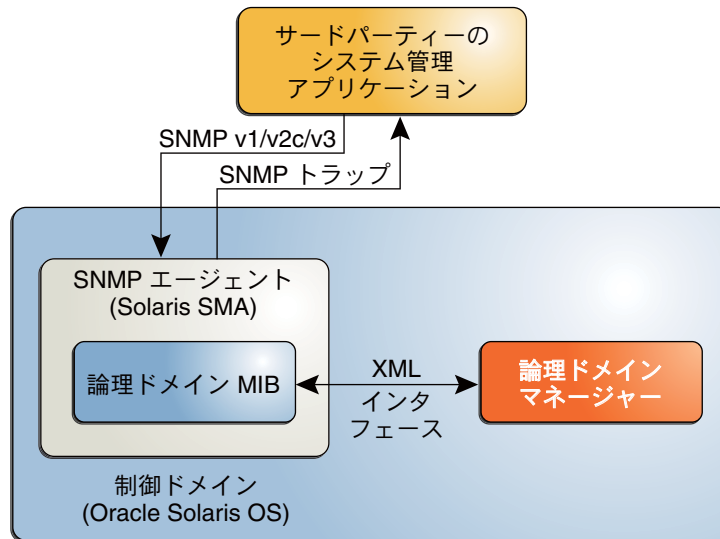 サードパーティーの
システム管理
アプリケーション
SNMP v1/v2c/v3
SNMP トラップ
SNMP エージェント
(Solaris SMA)
論理ドメイン MIB
XML
インタ
フェース
論理ドメイン
マネージャー
制御ドメイン
(Oracle Solaris OS)